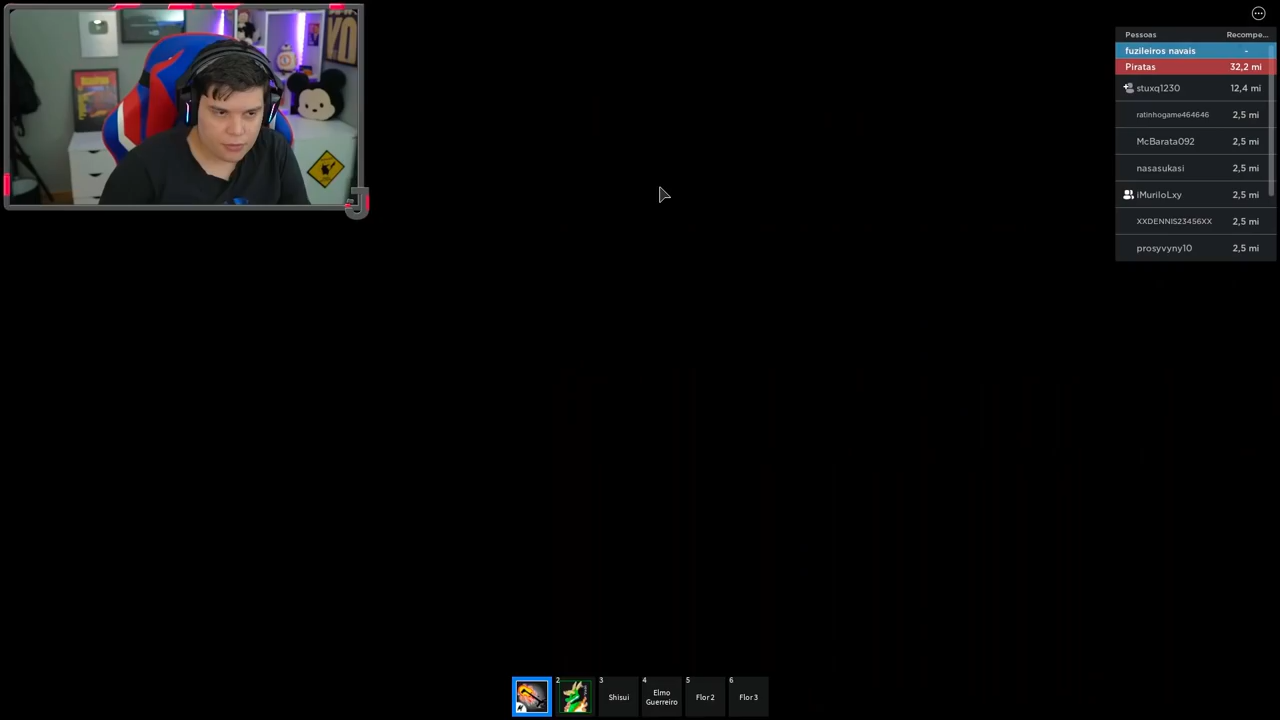 YO
J
Pessoas Recompe...
fuzileiros navais -
Piratas 32,2 mi
stuxq1230 12,4 mi
ratinhogame464646 2,5 mi
McBarata092 2,5 mi
nasasukasi 2,5 mi
iMuriloLxy 2,5 mi
XXDENNIS23456XX 2,5 mi
prosyvyny10 2,5 mi
2
3 Shisui
4 Elmo
Guerreiro
5 Flor 2
6 Flor 3